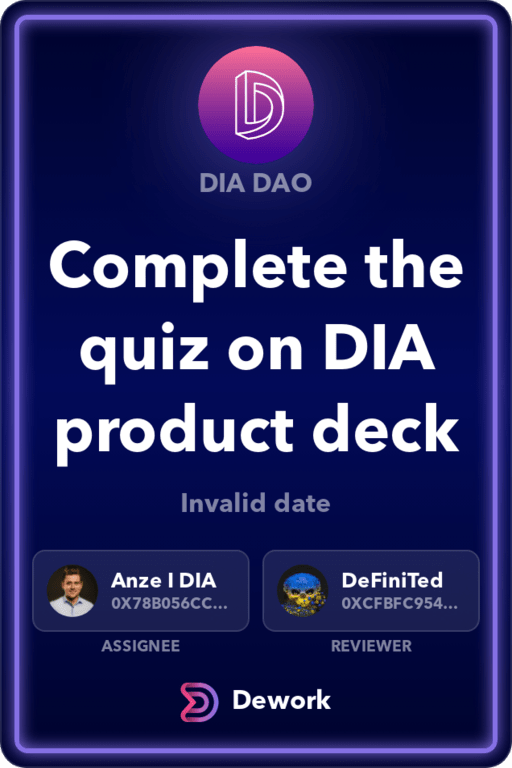 DIA DAO
Complete the
quiz on DIA
product deck
Invalid date
Anze I DIA
0X78B056CC...
ASSIGNEE
DeFiniTed
0XCFBFC954...
REVIEWER
Dework